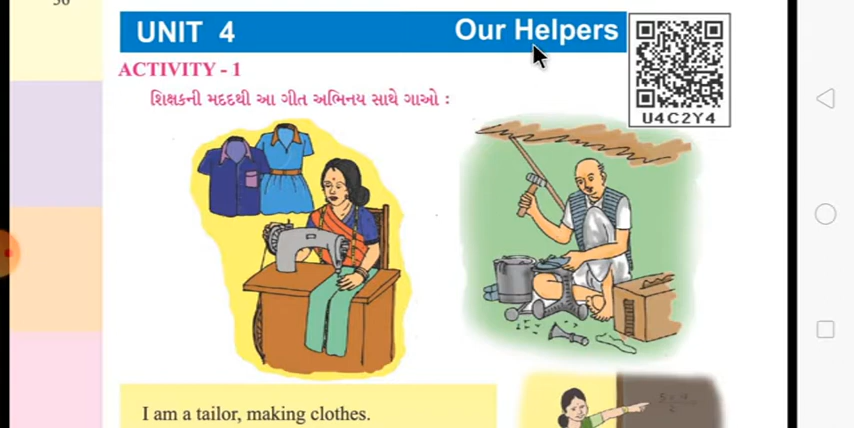 UNIT 4
Our Helpers
U4C2Y4
ACTIVITY - 1
શિક્ષકની મદદથી આ ગીત અભિનય સાથે ગાઓ :
I am a tailor, making clothes.